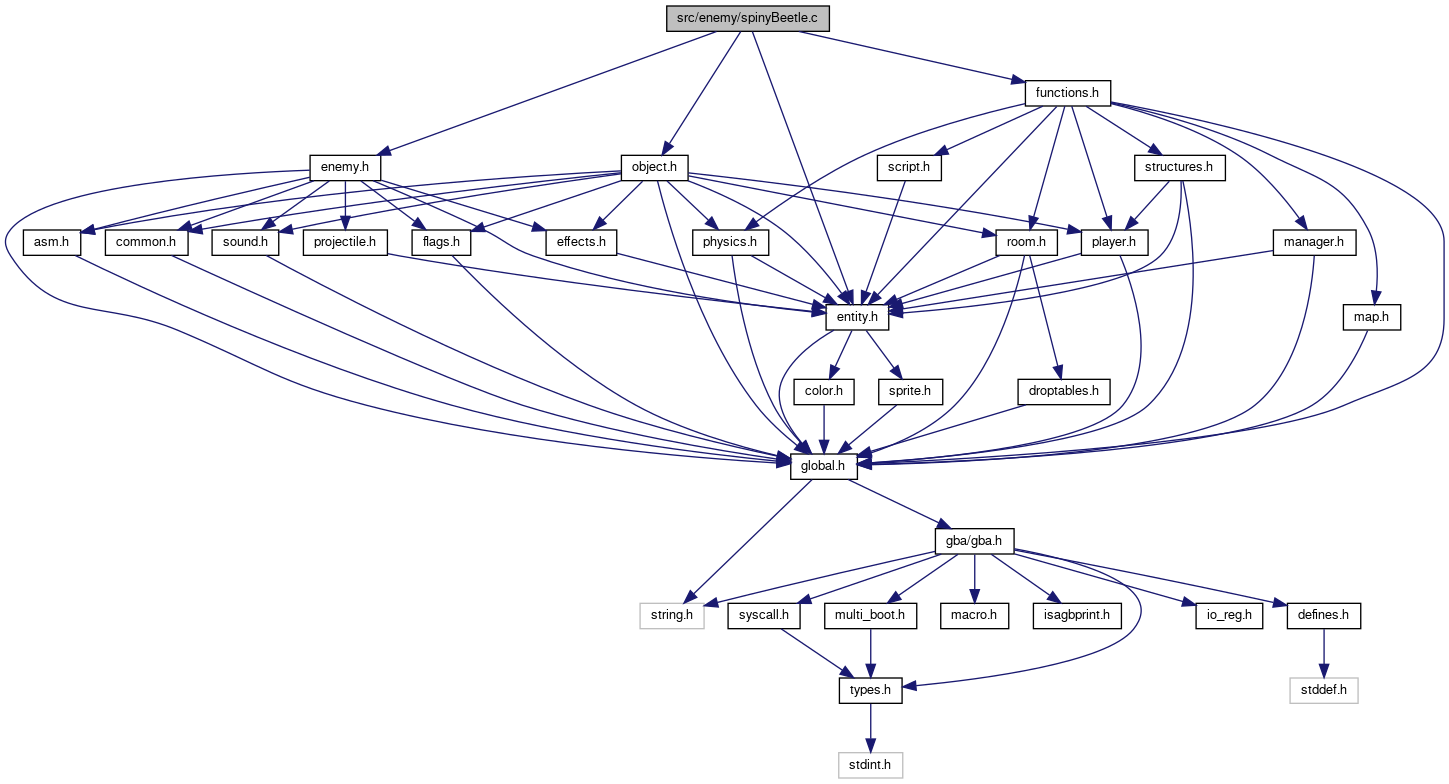 src/enemy/spinyBeetle.c
functions.h
enemy.h
object.h
script.h
structures.h
asm.h
common.h
sound.h
projectile.h
flags.h
effects.h
physics.h
room.h
player.h
manager.h
entity.h
map.h
color.h
sprite.h
droptables.h
global.h
gba/gba.h
string.h
syscall.h
multi_boot.h
macro.h
isagbprint.h
io_reg.h
defines.h
types.h
stddef.h
stdint.h